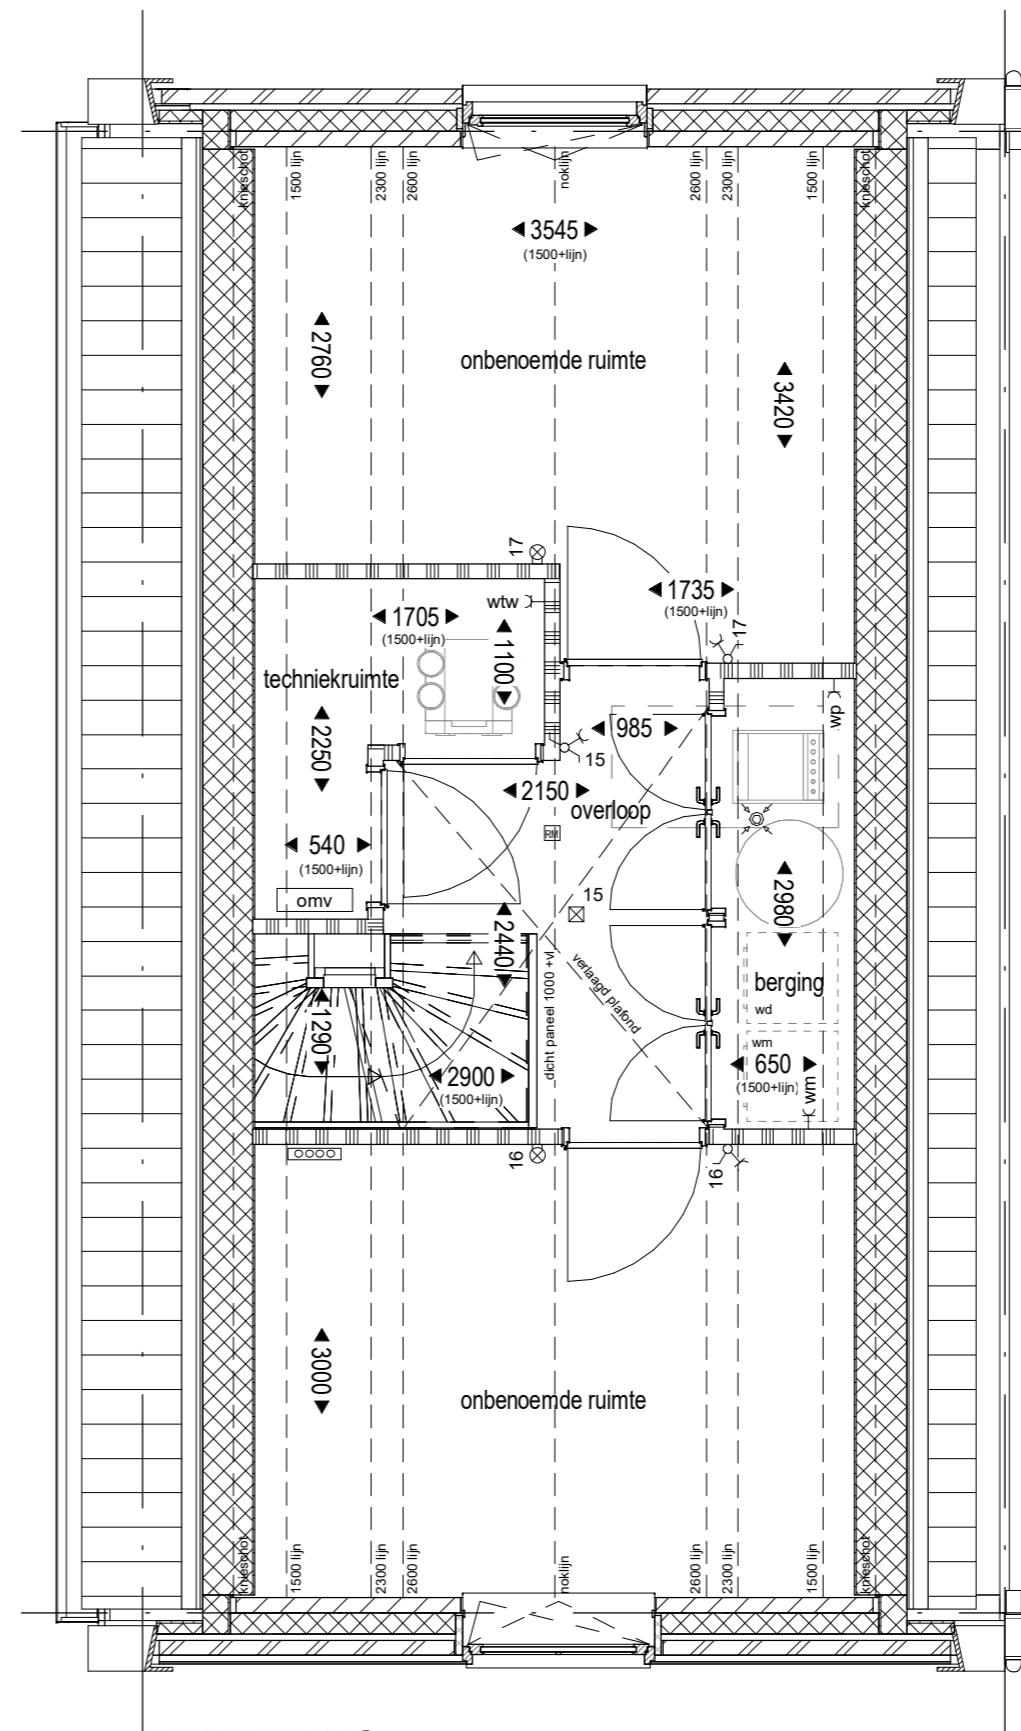 knieschot
1500 lijn
2300 lijn
2600 lijn
noklijn
2600 lijn
2300 lijn
1500 lijn
knieschot
3545
(1500+lijn)
2760
onbenoemde ruimte
3420
17
wtw
1705
(1500+lijn)
1100
1735
(1500+lijn)
17
techniekruimte
wp
2250
985
15
2150
overloop
RM
540
(1500+lijn)
omv
15
2980
2440
dicht paneel 1000 +vl
verlaagd plafond
berging
wd
1290
2900
(1500+lijn)
wm
650
(1500+lijn)
wm
16
16
3000
onbenoemde ruimte
knieschot
1500 lijn
2300 lijn
2600 lijn
noklijn
2600 lijn
2300 lijn
1500 lijn
knieschot